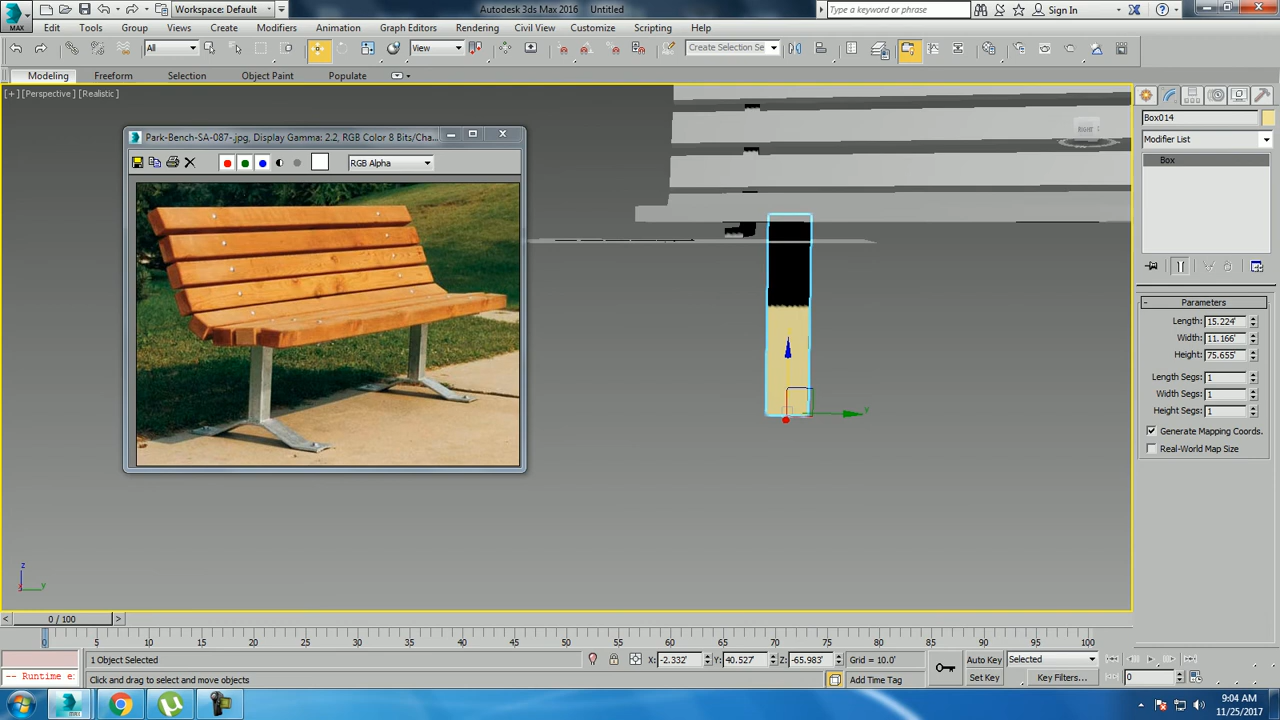 MAX
Workspace: Default
Autodesk 3ds Max 2016
Untitled
Type a keyword or phrase
Sign In
Edit
Tools
Group
Views
Create
Modifiers
Animation
Graph Editors
Rendering
Civil View
Customize
Scripting
Help
All
View
Create Selection Se
Modeling
Freeform
Selection
Object Paint
Populate
[+] [Perspective] [Realistic]
Park-Bench-SA-087-.jpg, Display Gamma: 2.2, RGB Color 8 Bits/Cha...
RGB Alpha
RIGHT
y
z
y
Box014
Modifier List
Box
Parameters
Length: 15.224'
Width: 11.166'
Height: 75.655'
Length Segs: 1
Width Segs: 1
Height Segs: 1
Generate Mapping Coords.
Real-World Map Size
0 / 100
0 5 10 15 20 25 30 35 40 45 50 55 60 65 70 75 80 85 90 95 100
1 Object Selected
X: -2.332'
Y: 40.527'
Z: -65.983'
Grid = 10.0'
Auto Key
Selected
-- Runtime e:
Click and drag to select and move objects
Add Time Tag
Set Key
Key Filters...
0
9:04 AM
11/25/2017